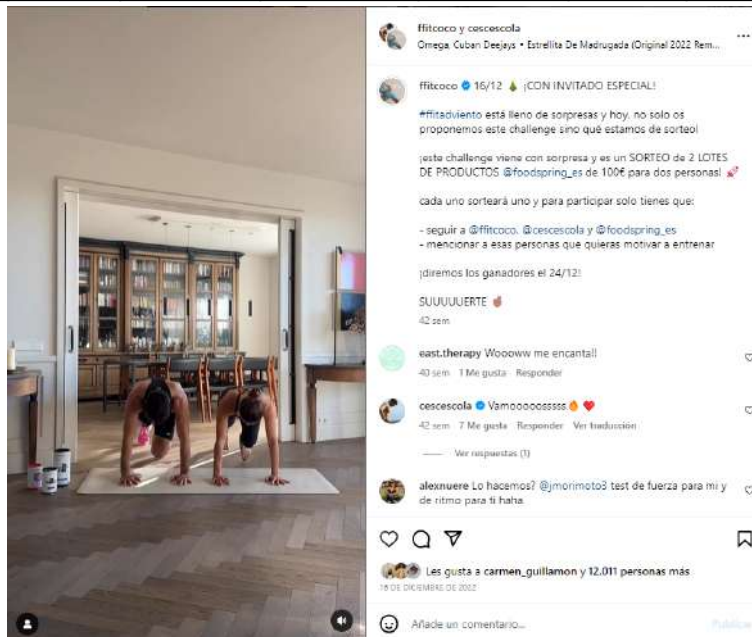 ffitcoco y cescescola
Omega, Cuban Deejays • Estrellita De Madrugada (Original 2022 Rem...
ffitcoco 16/12 🎄 ¡CON INVITADO ESPECIAL!
#ffitadviento está lleno de sorpresas y hoy, no solo os
proponemos este challenge sino qué estamos de sorteo!
¡este challenge viene con sorpresa y es un SORTEO de 2 LOTES
DE PRODUCTOS @foodspring_es de 100€ para dos personas! 🚀
cada uno sorteará uno y para participar solo tienes que:
- seguir a @ffitcoco, @cescescola y @foodspring_es
- mencionar a esas personas que quieras motivar a entrenar
¡diremos los ganadores el 24/12!
SUUUUUERTE
42 sem
east.therapy Woooww me encanta!!
40 sem 1 Me gusta Responder
cescescola Vamooooosssss🔥 ❤️
42 sem 7 Me gusta Responder Ver traducción
Ver respuestas (1)
alexnuere Lo hacemos? @jmorimoto3 test de fuerza para mi y
de ritmo para ti haha.
Les gusta a carmen_guillamon y 12.011 personas más
16 DE DICIEMBRE DE 2022
Añade un comentario...
Publicar